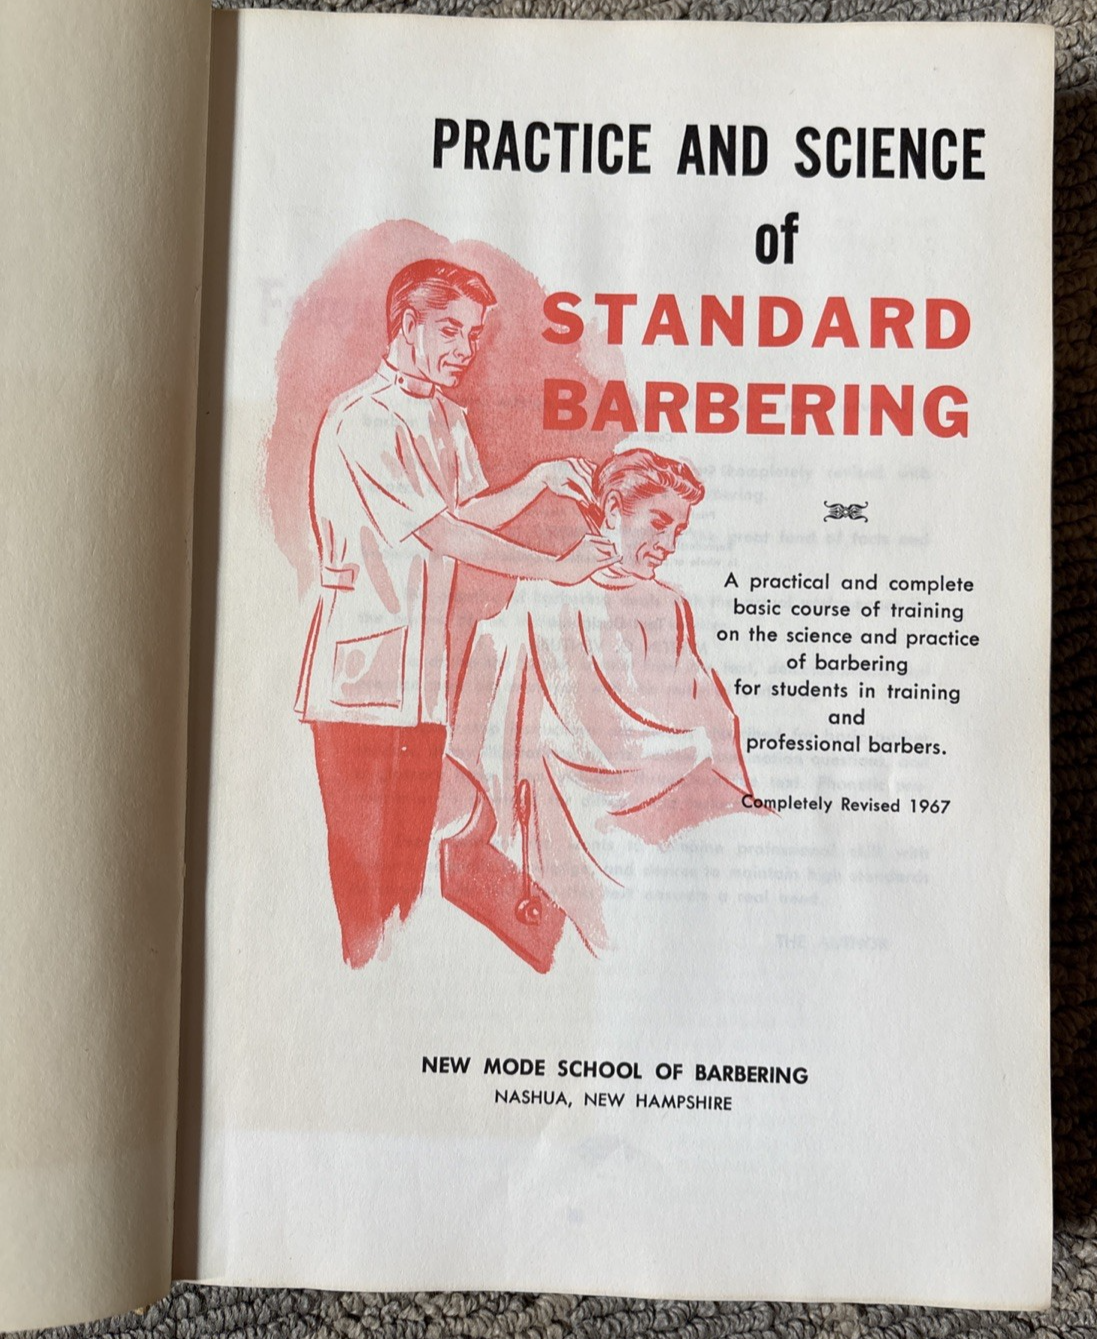 PRACTICE AND SCIENCE
of
STANDARD
BARBERING
A practical and complete
basic course of training
on the science and practice
of barbering
for students in training
and
professional barbers.
Completely Revised 1967
NEW MODE SCHOOL OF BARBERING
NASHUA, NEW HAMPSHIRE